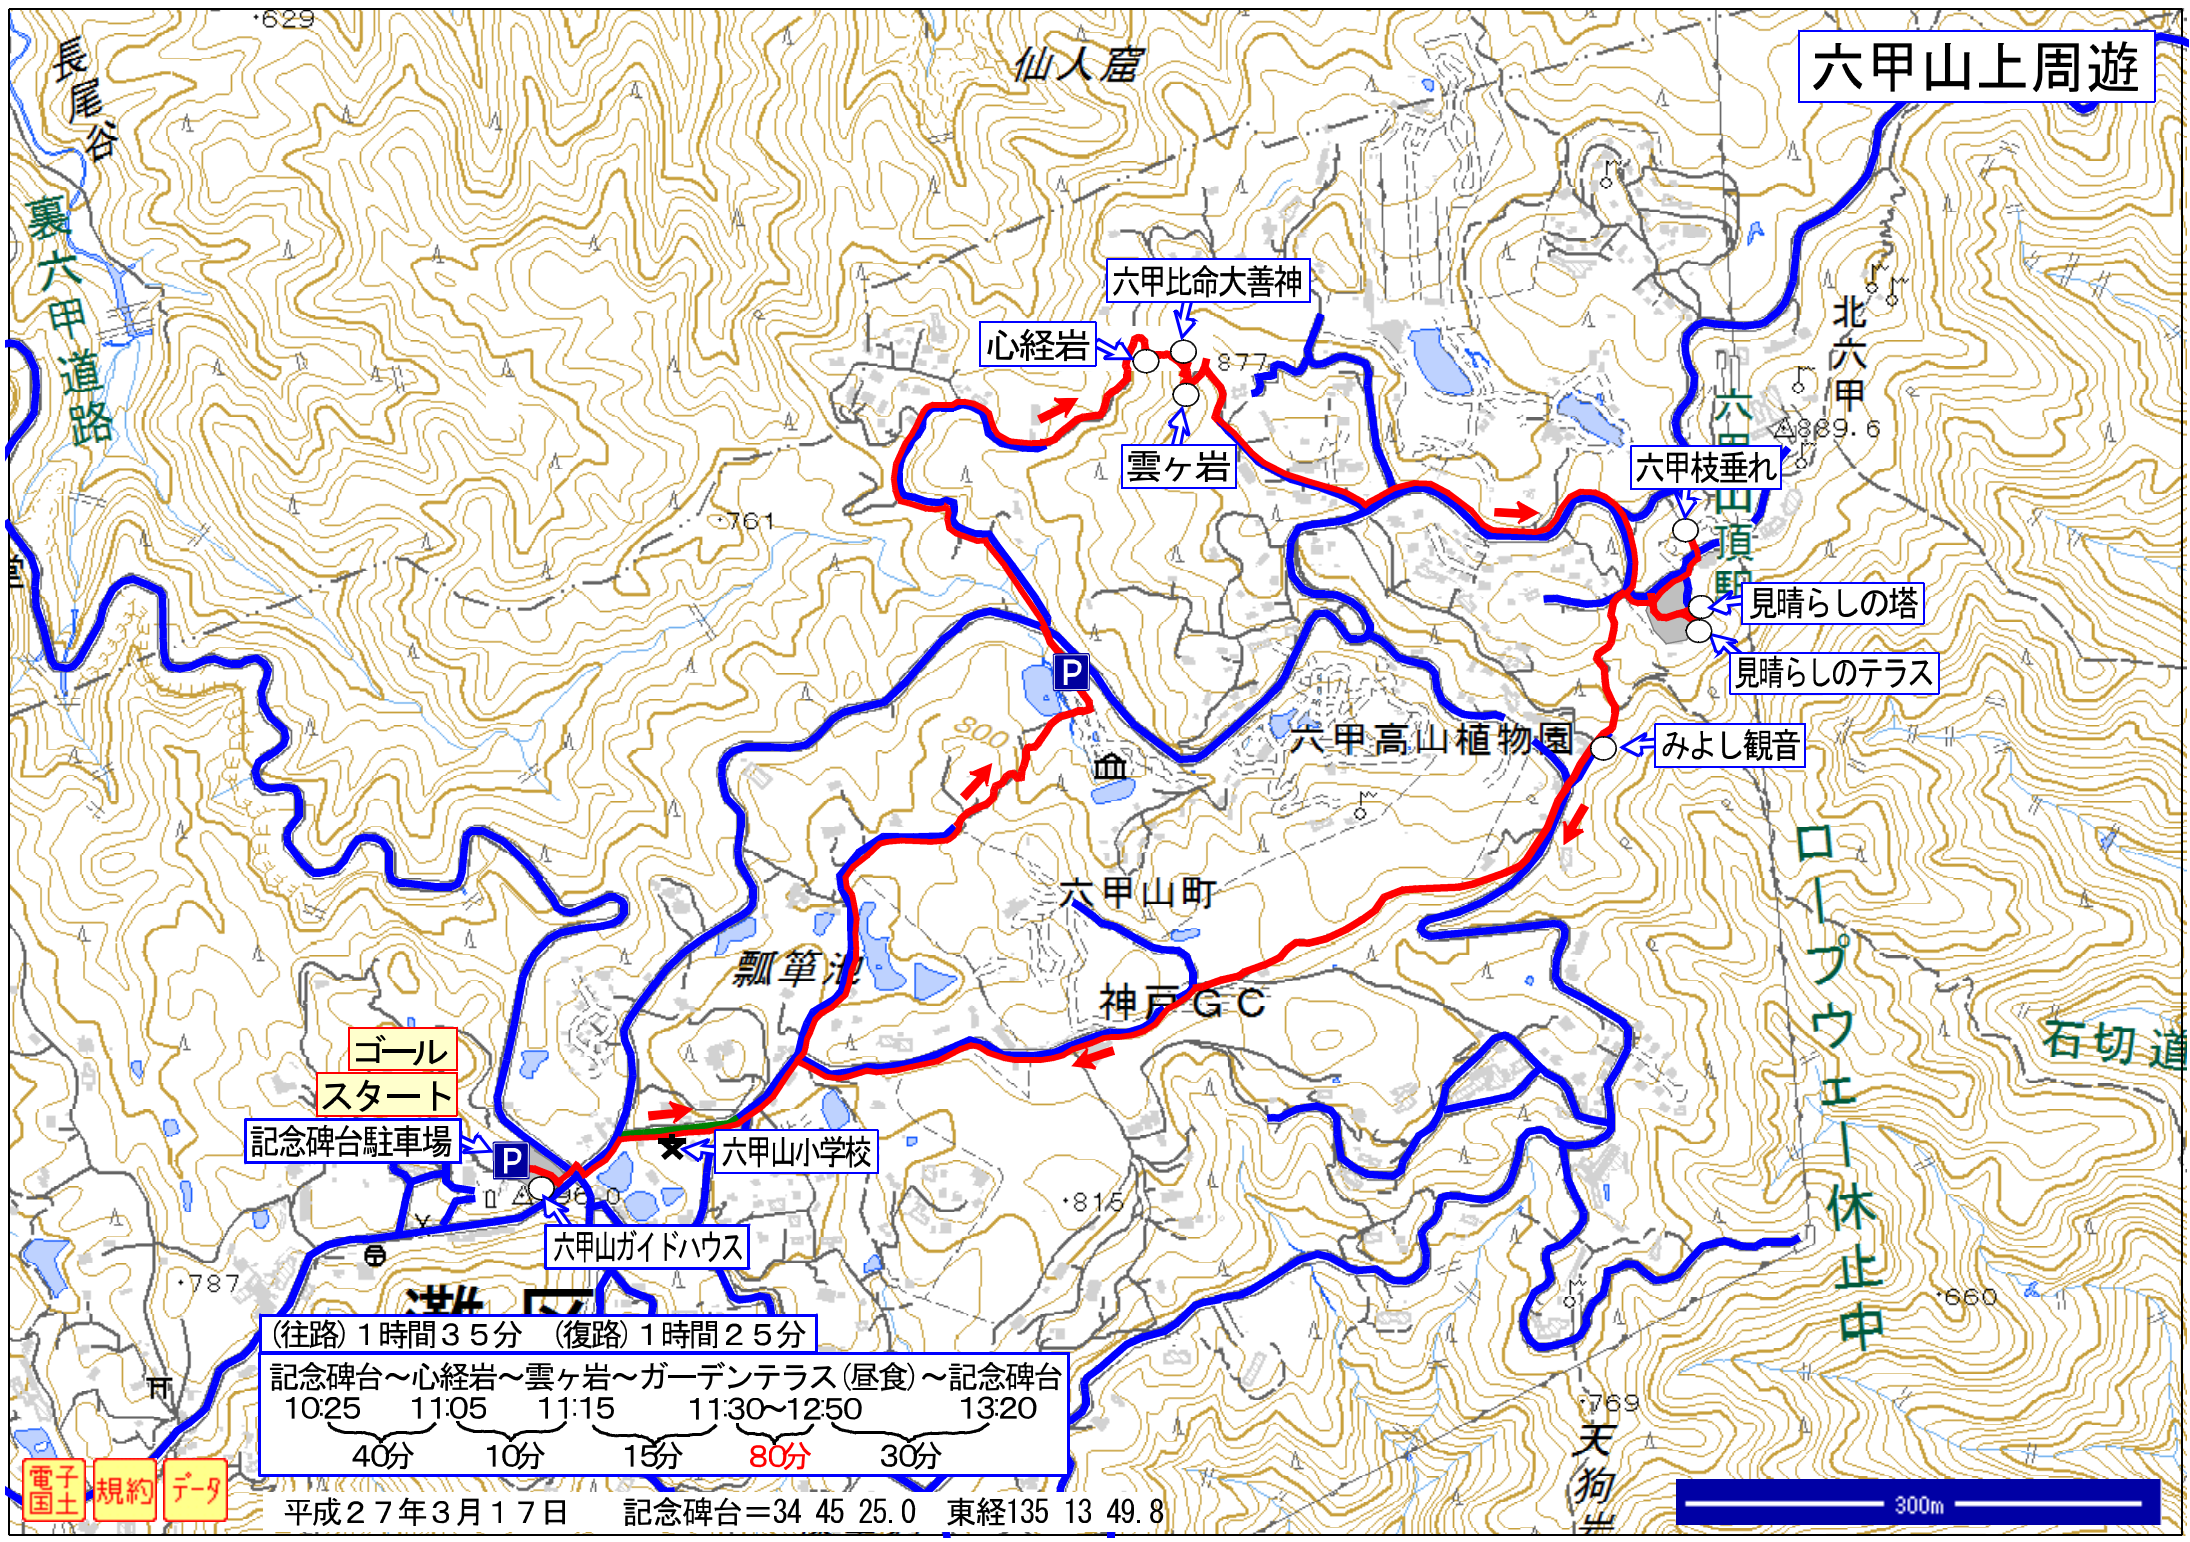 ・629
長尾谷
仙人窟
六甲山上周遊
裏六甲道路
六甲比命大善神
心経岩
877
雲ヶ岩
北六甲
889.6
六甲枝垂れ
六甲山頂駅
・761
見晴らしの塔
見晴らしのテラス
P
800
六甲高山植物園
みよし観音
六甲山町
ロープウェー休止中
瓢箪池
神戸GC
石切道
ゴール
スタート
記念碑台駐車場
P
六甲山小学校
96.0
六甲山ガイドハウス
・815
・787
・660
灘区
(往路)1時間35分 (復路)1時間25分
記念碑台～心経岩～雲ヶ岩～ガーデンテラス(昼食)～記念碑台
10:25 11:05 11:15 11:30～12:50 13:20
40分 10分 15分 80分 30分
・769
天狗岩
電子国土
規約
データ
平成27年3月17日 記念碑台＝34 45 25.0 東経135 13 49.8
300m